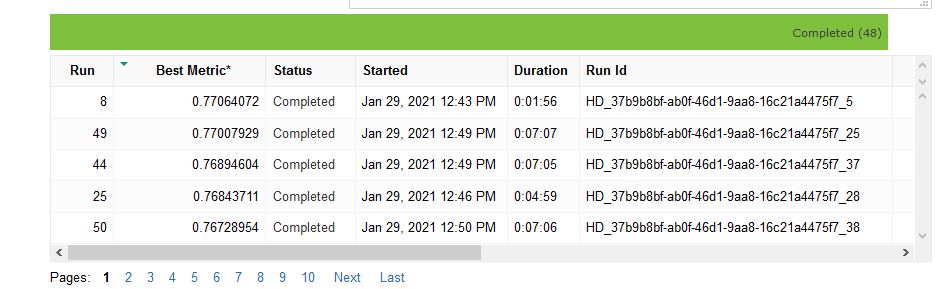 Completed (48)
Run Best Metric* Status Started Duration Run Id
8 0.77064072 Completed Jan 29, 2021 12:43 PM 0:01:56 HD_37b9b8bf-ab0f-46d1-9aa8-16c21a4475f7_5
49 0.77007929 Completed Jan 29, 2021 12:49 PM 0:07:07 HD_37b9b8bf-ab0f-46d1-9aa8-16c21a4475f7_25
44 0.76894604 Completed Jan 29, 2021 12:49 PM 0:07:05 HD_37b9b8bf-ab0f-46d1-9aa8-16c21a4475f7_37
25 0.76843711 Completed Jan 29, 2021 12:46 PM 0:04:59 HD_37b9b8bf-ab0f-46d1-9aa8-16c21a4475f7_28
50 0.76728954 Completed Jan 29, 2021 12:50 PM 0:07:06 HD_37b9b8bf-ab0f-46d1-9aa8-16c21a4475f7_38
Pages: 1 2 3 4 5 6 7 8 9 10 Next Last